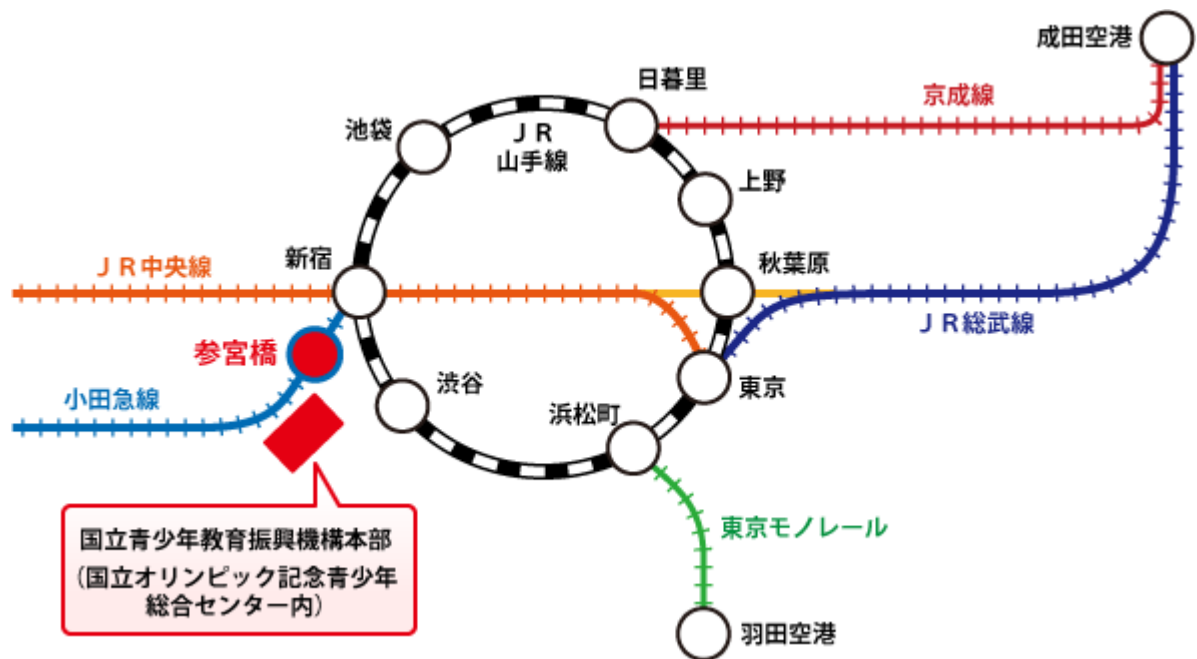 成田空港
日暮里
京成線
池袋
ＪＲ
山手線
上野
新宿
秋葉原
ＪＲ中央線
ＪＲ総武線
参宮橋
小田急線
渋谷
東京
浜松町
東京モノレール
国立青少年教育振興機構本部
（国立オリンピック記念青少年
総合センター内）
羽田空港